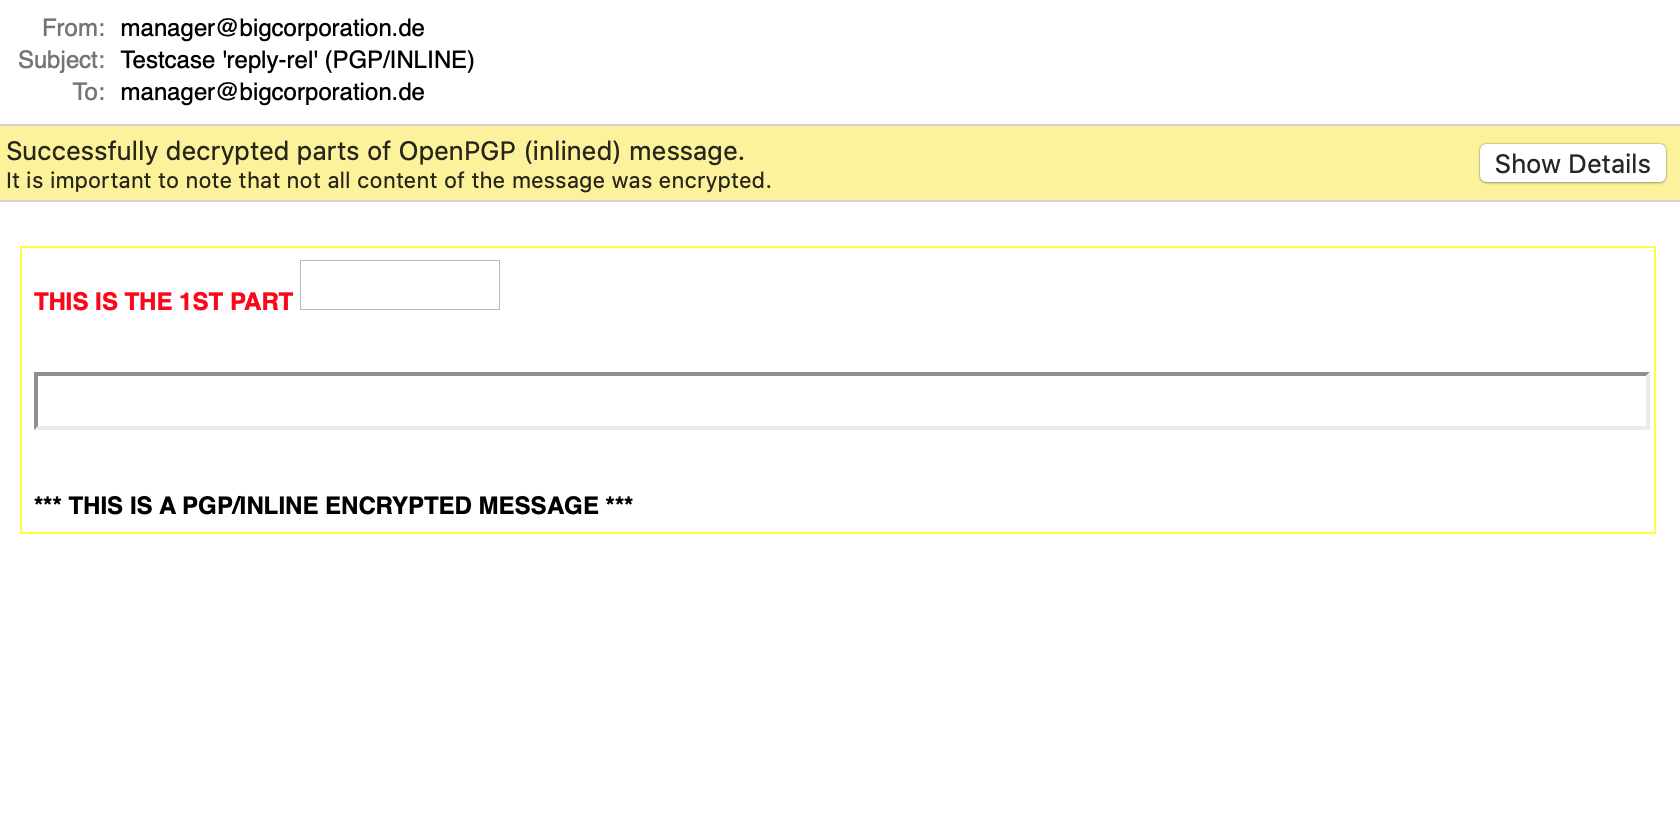 From: manager@bigcorporation.de
Subject: Testcase 'reply-rel' (PGP/INLINE)
To: manager@bigcorporation.de
Successfully decrypted parts of OpenPGP (inlined) message.
It is important to note that not all content of the message was encrypted.
Show Details
THIS IS THE 1ST PART
*** THIS IS A PGP/INLINE ENCRYPTED MESSAGE ***